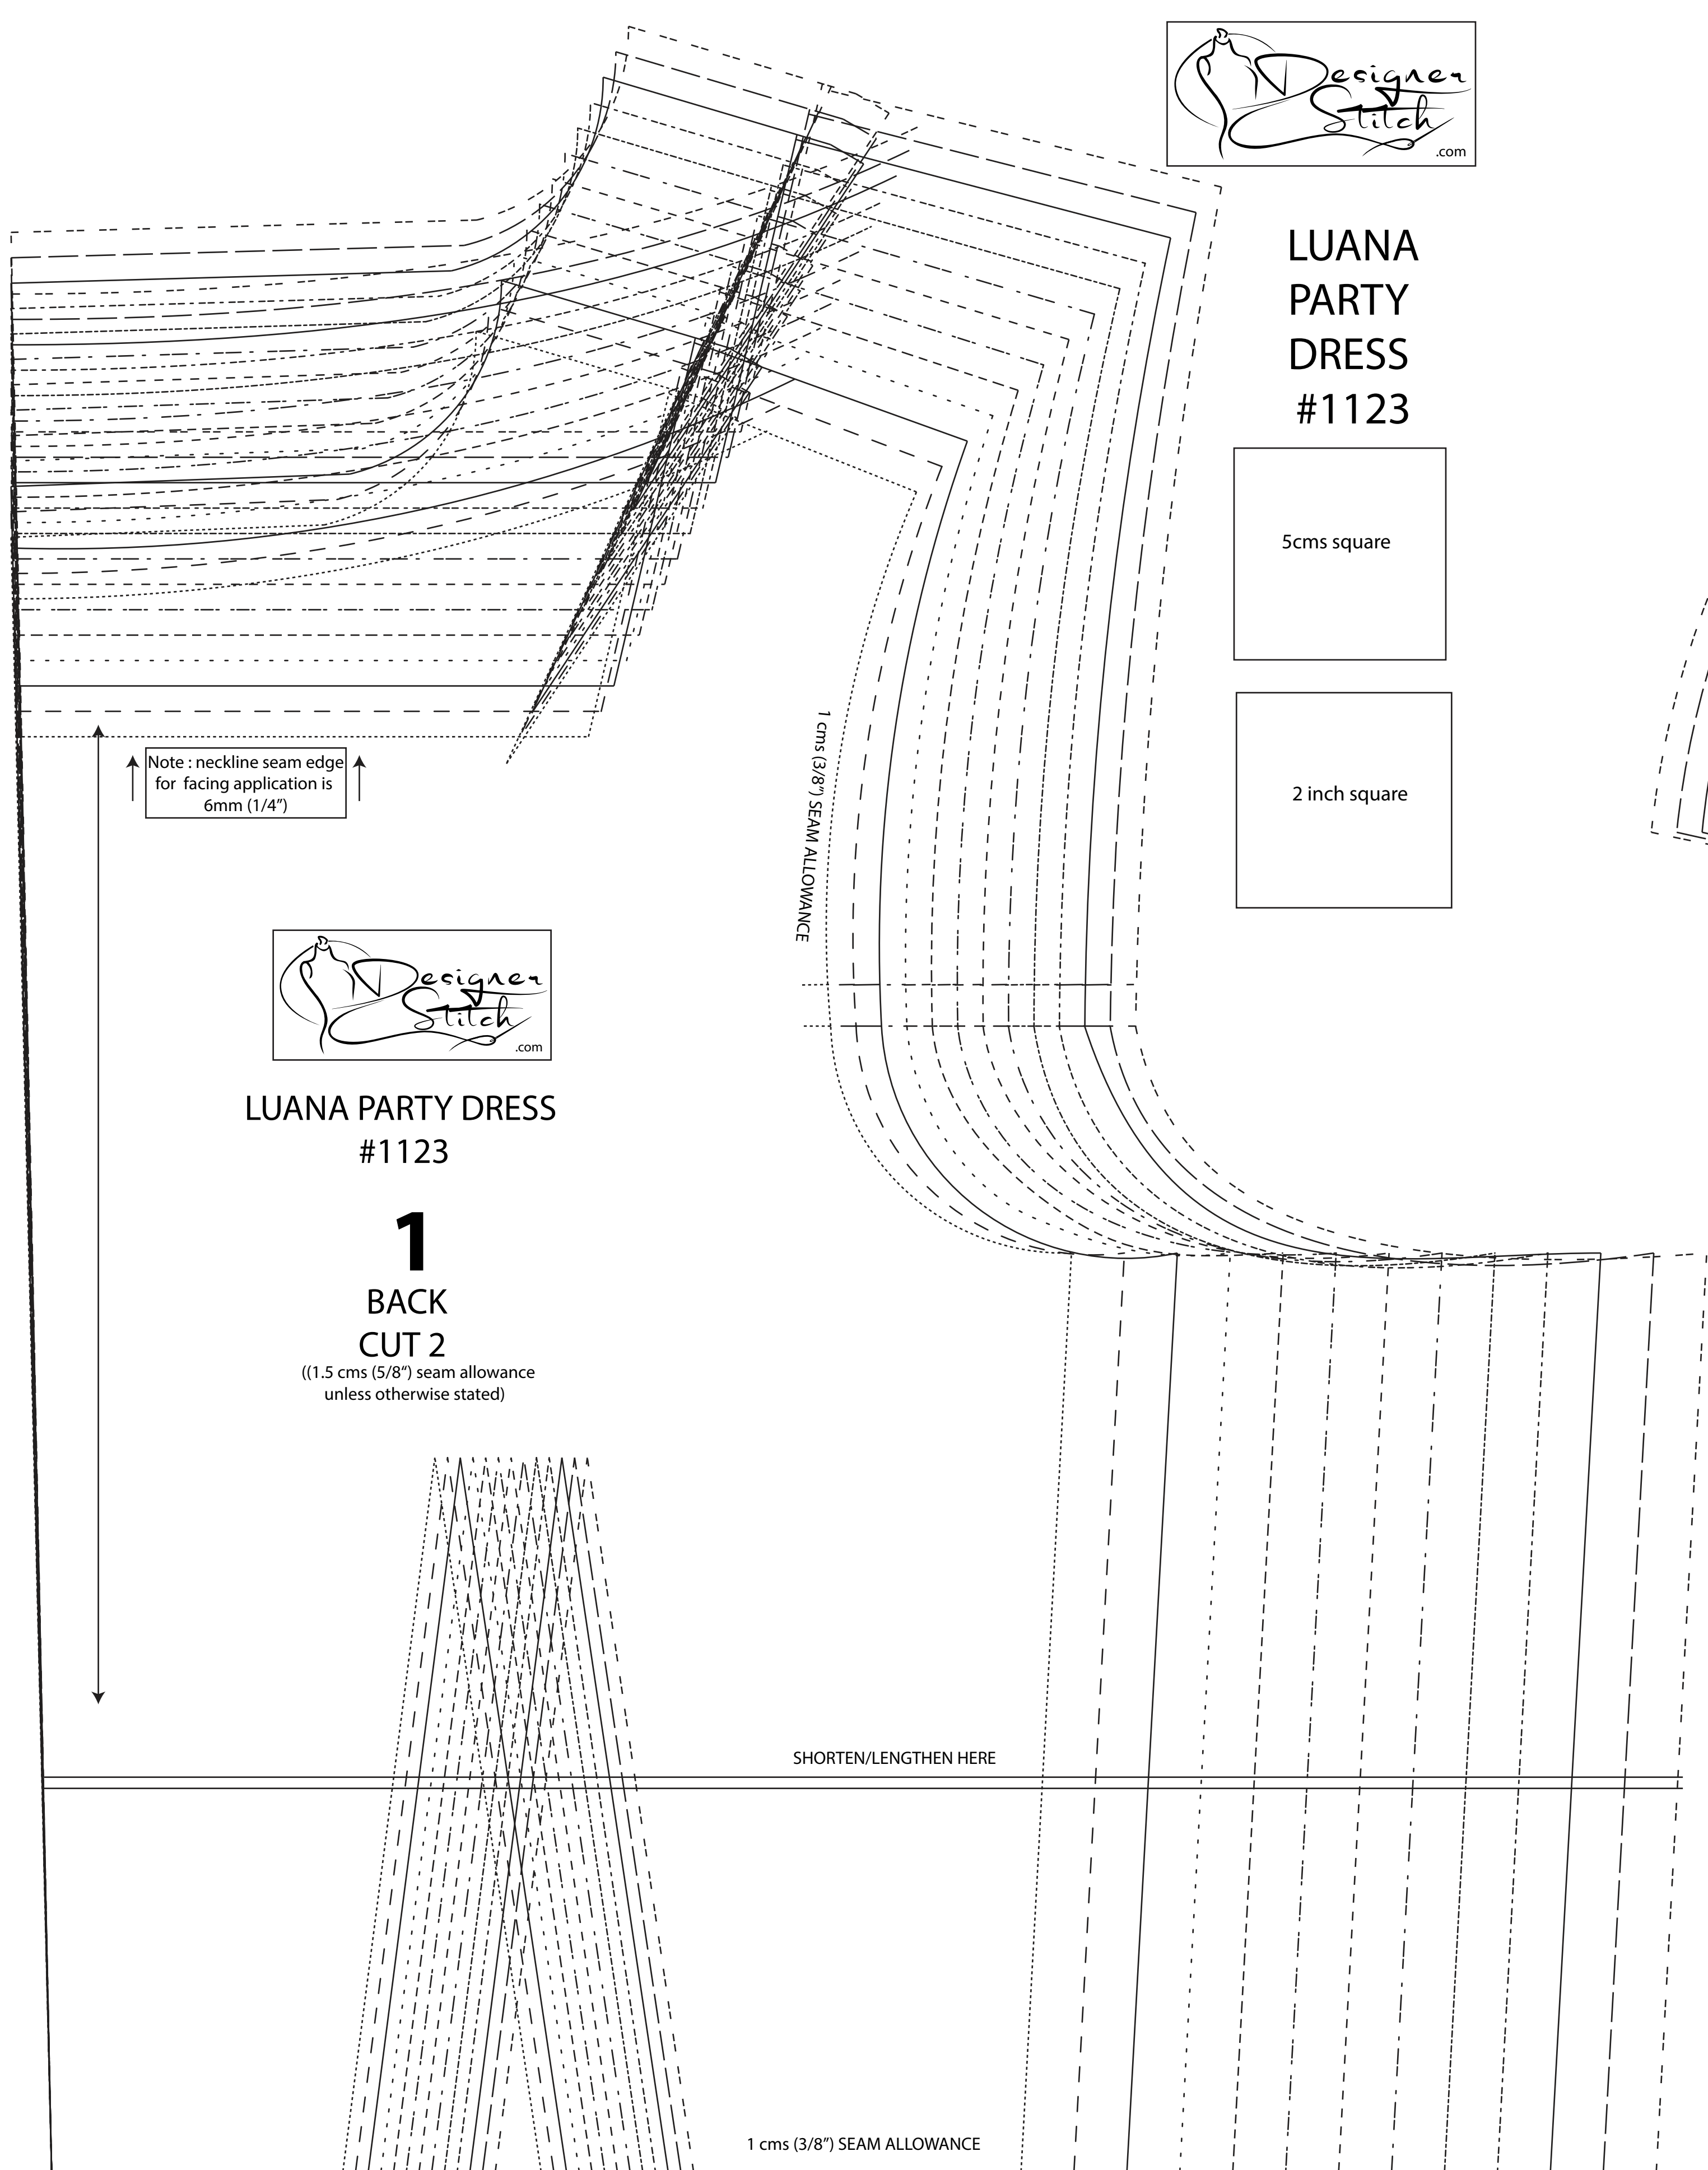 Designer
Stitch
.com
LUANA
PARTY
DRESS
#1123
5cms square
2 inch square
1 cms (3/8”) SEAM ALLOWANCE
Note : neckline seam edge
for facing application is
6mm (1/4”)
Designer
Stitch
.com
LUANA PARTY DRESS
#1123
1
BACK
CUT 2
((1.5 cms (5/8“) seam allowance
unless otherwise stated)
SHORTEN/LENGTHEN HERE
1 cms (3/8”) SEAM ALLOWANCE